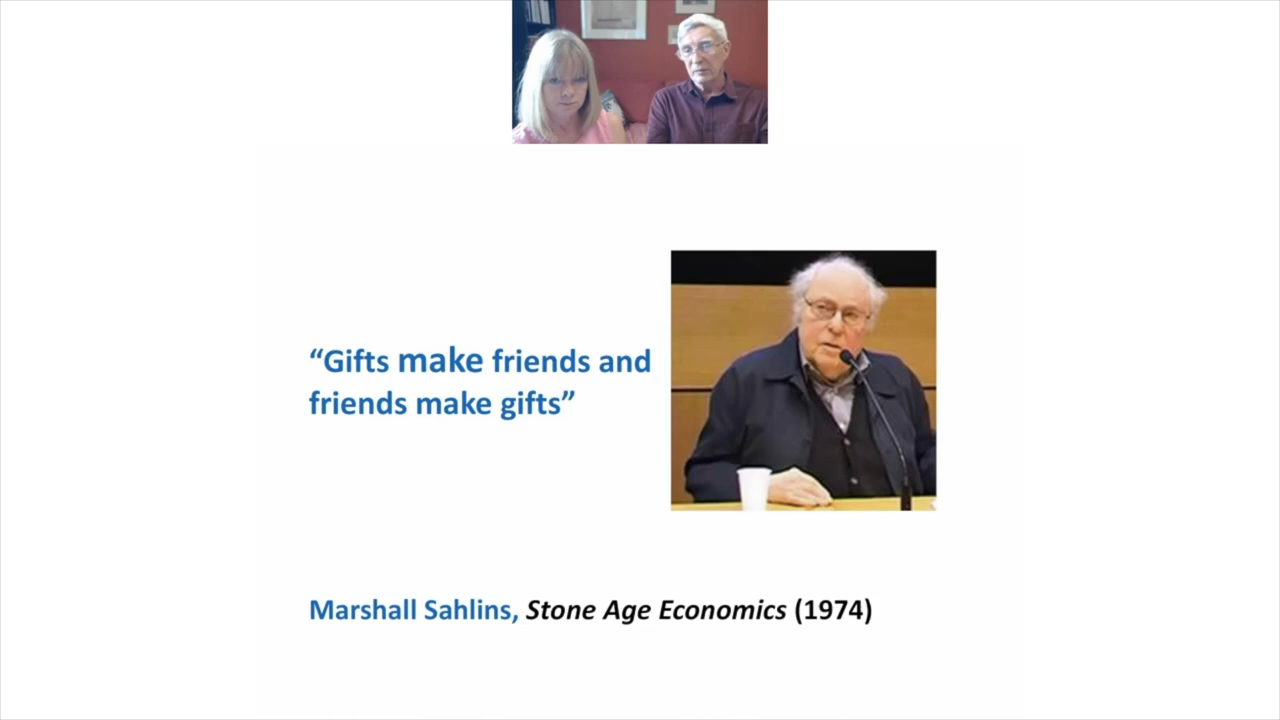 “Gifts make friends and
friends make gifts”
Marshall Sahlins, Stone Age Economics (1974)